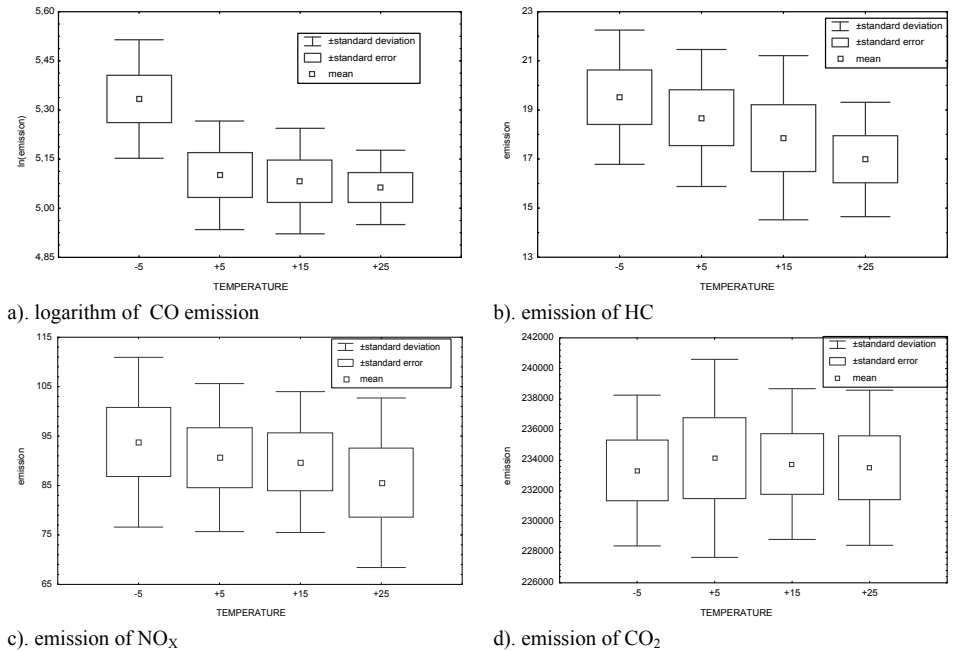 5,60
5,45
5,30
5,15
5,00
4,85
ln(emission)
±standard deviation
±standard error
mean
-5 +5 +15 +25
TEMPERATURE
a). logarithm of CO emission
23
21
19
17
15
13
emission
±standard deviation
±standard error
mean
-5 +5 +15 +25
TEMPERATURE
b). emission of HC
115
105
95
85
75
65
emission
±standard deviation
±standard error
mean
-5 +5 +15 +25
TEMPERATURE
c). emission of NOX
242000
240000
238000
236000
234000
232000
230000
228000
226000
emission
±standard deviation
±standard error
mean
-5 +5 +15 +25
TEMPERATURE
d). emission of CO2